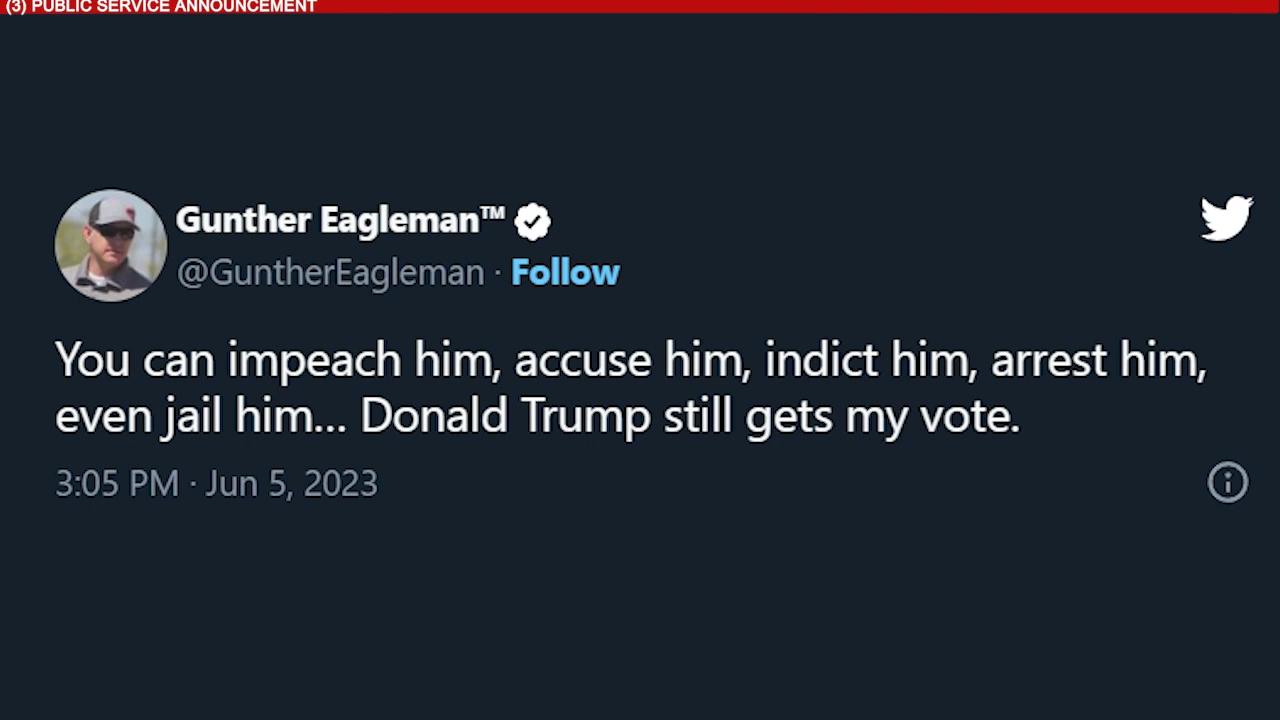 (3) PUBLIC SERVICE ANNOUNCEMENT
Gunther Eagleman™
@GuntherEagleman · Follow
You can impeach him, accuse him, indict him, arrest him,
even jail him... Donald Trump still gets my vote.
3:05 PM · Jun 5, 2023